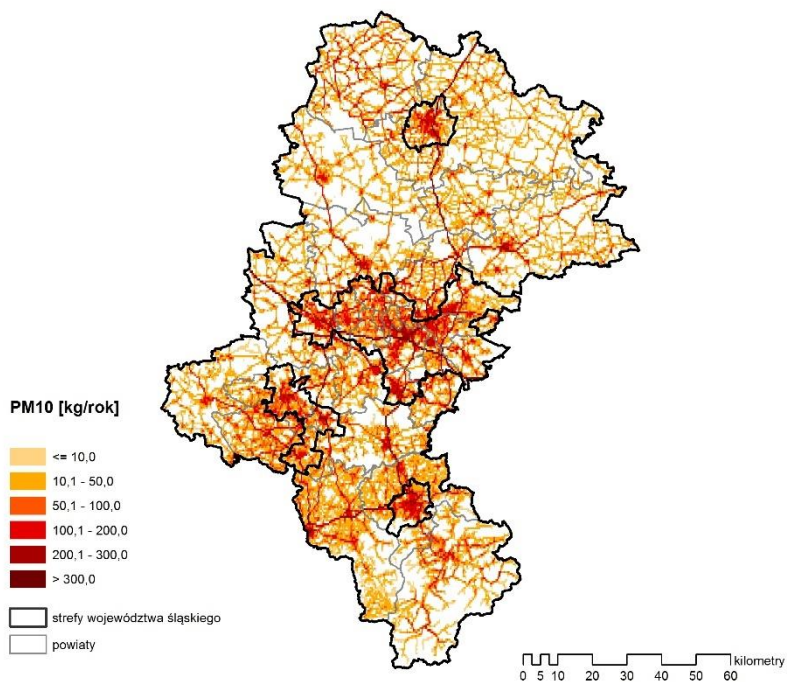 PM10 [kg/rok]
<= 10,0
10,1 - 50,0
50,1 - 100,0
100,1 - 200,0
200,1 - 300,0
> 300,0
strefy województwa śląskiego
powiaty
kilometry
0 5 10 20 30 40 50 60